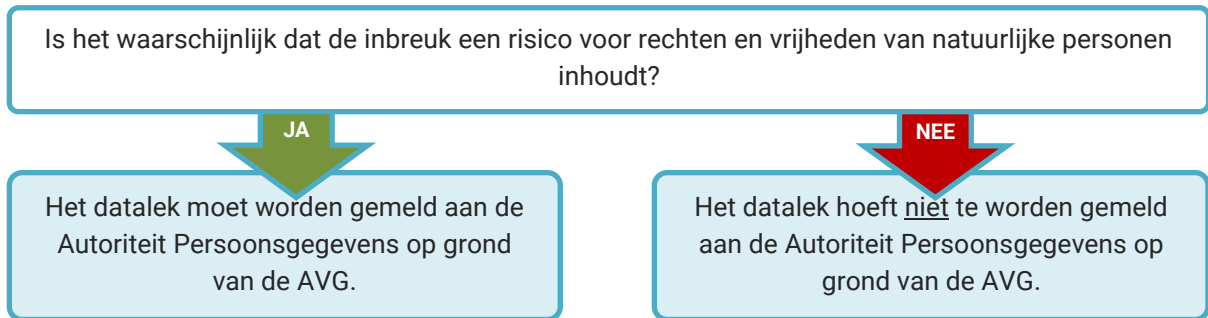 Is het waarschijnlijk dat de inbreuk een risico voor rechten en vrijheden van natuurlijke personen
inhoudt?
JA
NEE
Het datalek moet worden gemeld aan de
Autoriteit Persoonsgegevens op grond
van de AVG.
Het datalek hoeft niet te worden gemeld
aan de Autoriteit Persoonsgegevens op
grond van de AVG.